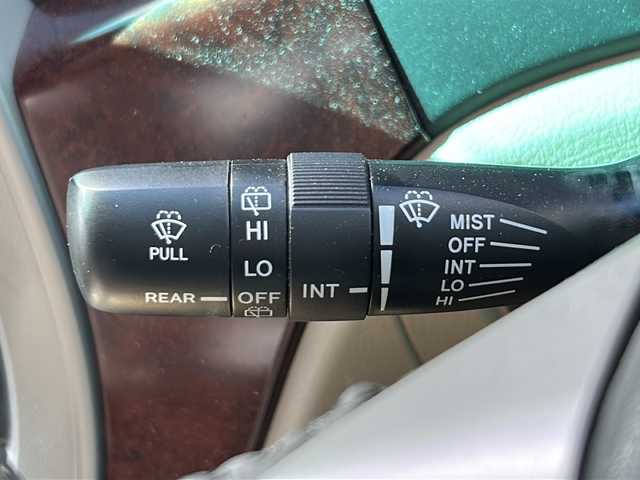 PULL
REAR
HI
LO
OFF
INT
MIST
OFF
INT
LO
HI